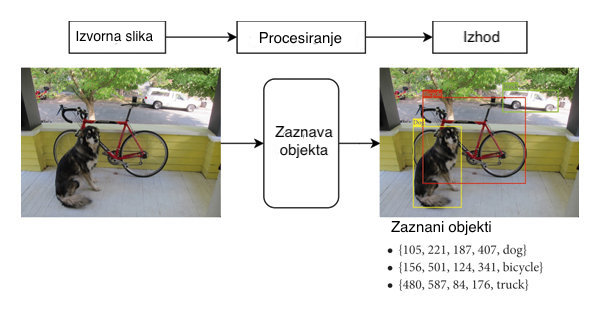 Izvorna slika
Procesiranje
Izhod
Zaznava
objekta
Dog
Zaznani objekti
• {105, 221, 187, 407, dog}
• {156, 501, 124, 341, bicycle}
• {480, 587, 84, 176, truck}